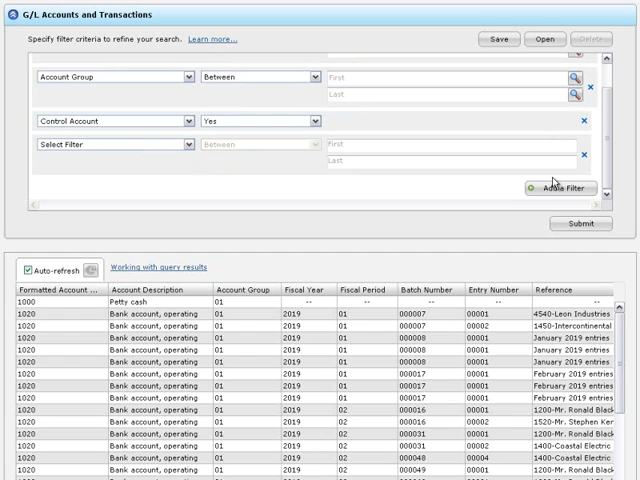 G/L Accounts and Transactions
Specify filter criteria to refine your search. Learn more...
Save Open Delete
Account Group Between First
Last
Control Account Yes
Select Filter Between First
Last
Add a Filter
Submit
Auto-refresh Working with query results
Formatted Account ... Account Description Account Group Fiscal Year Fiscal Period Batch Number Entry Number Reference
1000 Petty cash 01 -- -- -- -- --
1020 Bank account, operating 01 2019 01 000007 00001 4540-Leon Industries
1020 Bank account, operating 01 2019 01 000007 00002 1450-Intercontinental
1020 Bank account, operating 01 2019 01 000008 00001 January 2019 entries
1020 Bank account, operating 01 2019 01 000008 00001 January 2019 entries
1020 Bank account, operating 01 2019 01 000008 00001 January 2019 entries
1020 Bank account, operating 01 2019 01 000017 00001 February 2019 entries
1020 Bank account, operating 01 2019 01 000017 00001 February 2019 entries
1020 Bank account, operating 01 2019 01 000017 00001 February 2019 entries
1020 Bank account, operating 01 2019 02 000016 00001 1200-Mr. Ronald Black
1020 Bank account, operating 01 2019 02 000016 00002 1520-Mr. Stephen Ken
1020 Bank account, operating 01 2019 02 000031 00001 1200-Mr. Ronald Black
1020 Bank account, operating 01 2019 02 000031 00002 1400-Coastal Electric
1020 Bank account, operating 01 2019 02 000048 00004 1400-Coastal Electric
1020 Bank account, operating 01 2019 02 000049 00001 1200-Mr. Ronald Black